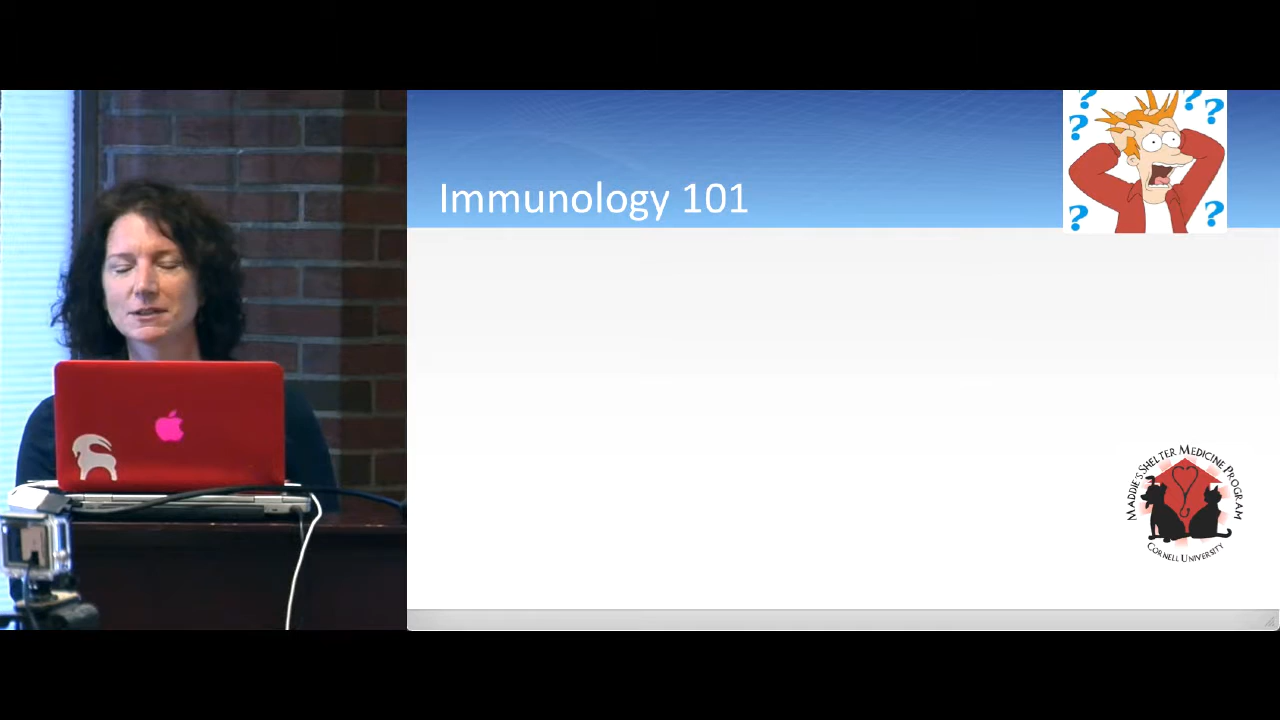 Immunology 101
? ? ? ? ? ?
MADDIE'S SHELTER MEDICINE PROGRAM
CORNELL UNIVERSITY